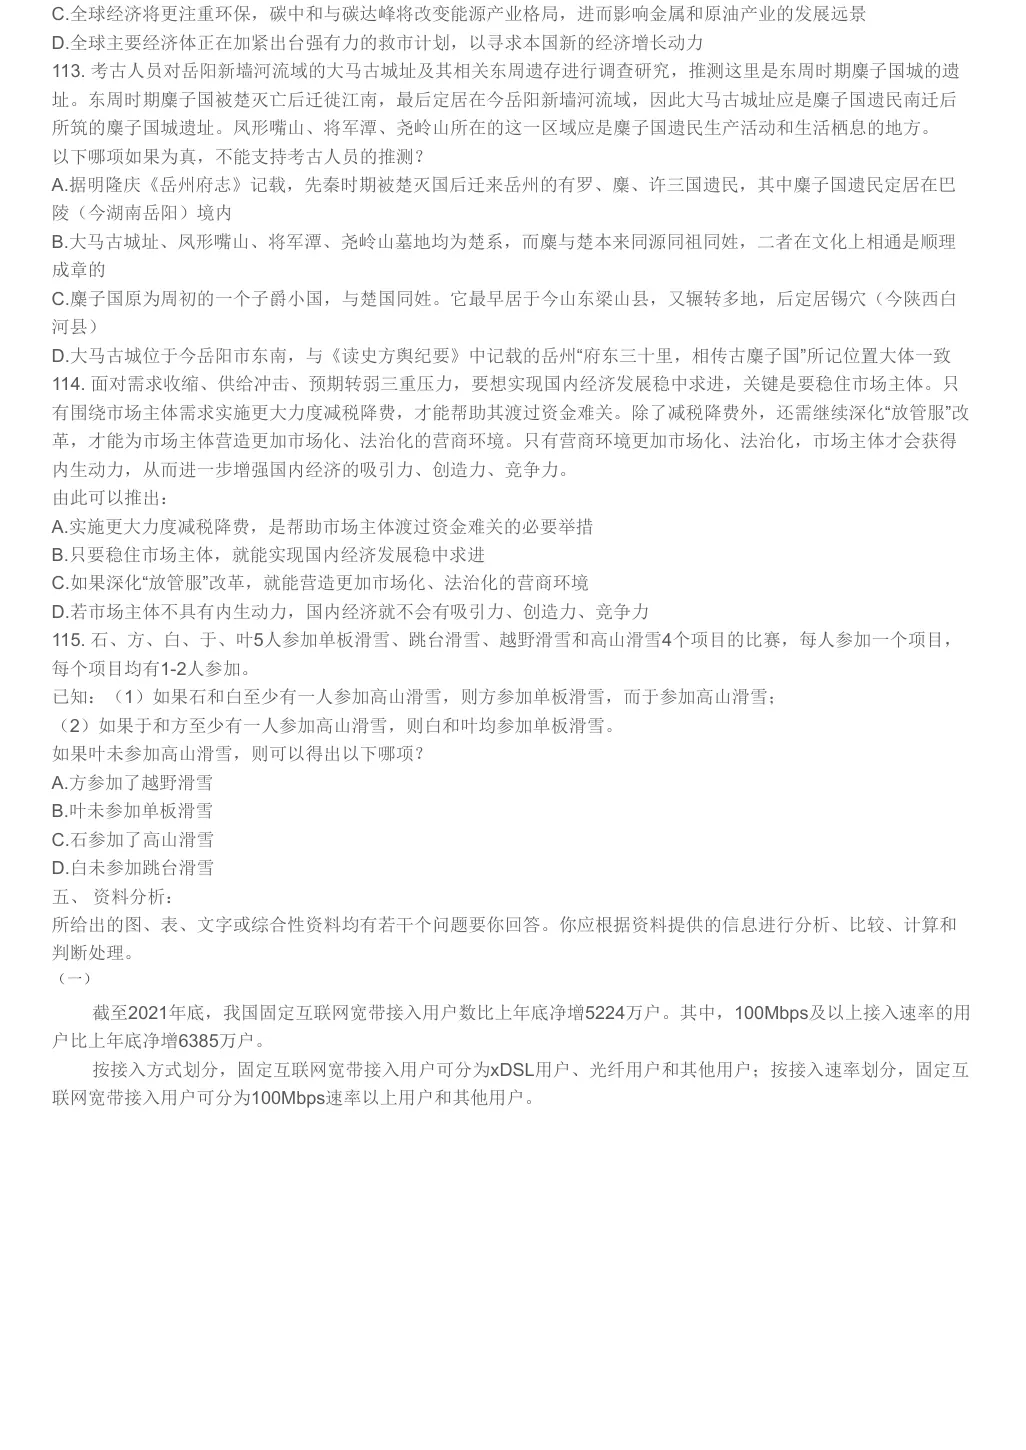 C.全球经济将更注重环保，碳中和与碳达峰将改变能源产业格局，进而影响金属和原油产业的发展远景
D.全球主要经济体正在加紧出台强有力的救市计划，以寻求本国新的经济增长动力
113. 考古人员对岳阳新墙河流域的大马古城址及其相关东周遗存进行调查研究，推测这里是东周时期麇子国城的遗
址。东周时期麇子国被楚灭亡后迁徙江南，最后定居在今岳阳新墙河流域，因此大马古城址应是麇子国遗民南迁后
所筑的麇子国城遗址。凤形嘴山、将军潭、尧岭山所在的这一区域应是麇子国遗民生产活动和生活栖息的地方。
以下哪项如果为真，不能支持考古人员的推测？
A.据明隆庆《岳州府志》记载，先秦时期被楚灭国后迁来岳州的有罗、麇、许三国遗民，其中麇子国遗民定居在巴
陵（今湖南岳阳）境内
B.大马古城址、凤形嘴山、将军潭、尧岭山墓地均为楚系，而麇与楚本来同源同祖同姓，二者在文化上相通是顺理
成章的
C.麇子国原为周初的一个子爵小国，与楚国同姓。它最早居于今山东梁山县，又辗转多地，后定居锡穴（今陕西白
河县）
D.大马古城位于今岳阳市东南，与《读史方舆纪要》中记载的岳州“府东三十里，相传古麇子国”所记位置大体一致
114. 面对需求收缩、供给冲击、预期转弱三重压力，要想实现国内经济发展稳中求进，关键是要稳住市场主体。只
有围绕市场主体需求实施更大力度减税降费，才能帮助其渡过资金难关。除了减税降费外，还需继续深化“放管服”改
革，才能为市场主体营造更加市场化、法治化的营商环境。只有营商环境更加市场化、法治化，市场主体才会获得
内生动力，从而进一步增强国内经济的吸引力、创造力、竞争力。
由此可以推出：
A.实施更大力度减税降费，是帮助市场主体渡过资金难关的必要举措
B.只要稳住市场主体，就能实现国内经济发展稳中求进
C.如果深化“放管服”改革，就能营造更加市场化、法治化的营商环境
D.若市场主体不具有内生动力，国内经济就不会有吸引力、创造力、竞争力
115. 石、方、白、于、叶5人参加单板滑雪、跳台滑雪、越野滑雪和高山滑雪4个项目的比赛，每人参加一个项目，
每个项目均有1-2人参加。
已知：（1）如果石和白至少有一人参加高山滑雪，则方参加单板滑雪，而于参加高山滑雪；
（2）如果于和方至少有一人参加高山滑雪，则白和叶均参加单板滑雪。
如果叶未参加高山滑雪，则可以得出以下哪项？
A.方参加了越野滑雪
B.叶未参加单板滑雪
C.石参加了高山滑雪
D.白未参加跳台滑雪
五、 资料分析：
所给出的图、表、文字或综合性资料均有若干个问题要你回答。你应根据资料提供的信息进行分析、比较、计算和
判断处理。
（一）
截至2021年底，我国固定互联网宽带接入用户数比上年底净增5224万户。其中，100Mbps及以上接入速率的用
户比上年底净增6385万户。
按接入方式划分，固定互联网宽带接入用户可分为xDSL用户、光纤用户和其他用户；按接入速率划分，固定互
联网宽带接入用户可分为100Mbps速率以上用户和其他用户。